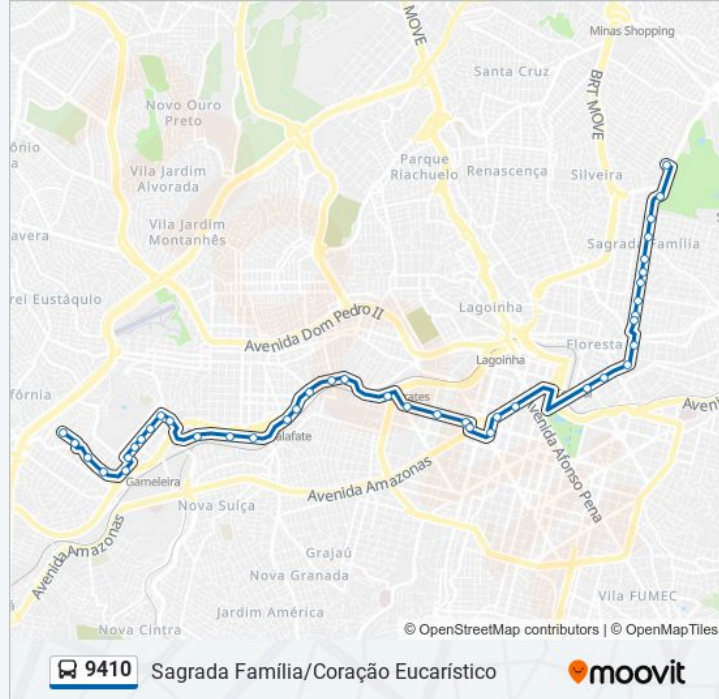 MOVE
Minas Shopping
Santa Cruz
BRT MOVE
Novo Ouro
Preto
Parque
Riachuelo
Renascença
Silveira
Vila Jardim
Alvorada
Vila Jardim
Montanhês
Sagrada Família
Lagoinha
Avenida Dom Pedro II
Lagoinha
Floresta
Gameleira
Avenida Amazonas
Avenida Afonso Pena
Nova Suíça
Avenida Amazonas
Grajaú
Nova Granada
Jardim América
Vila FUMEC
Nova Cintra
© OpenStreetMap contributors | © OpenMapTiles
9410 Sagrada Família/Coração Eucarístico
moovit